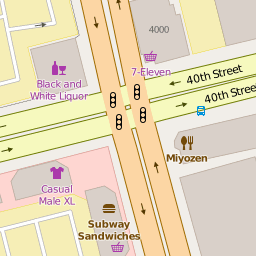 4000
7-Eleven
Black and
White Liquor
40th Street
40th Street
Miyozen
Casual
Male XL
Subway
Sandwiches